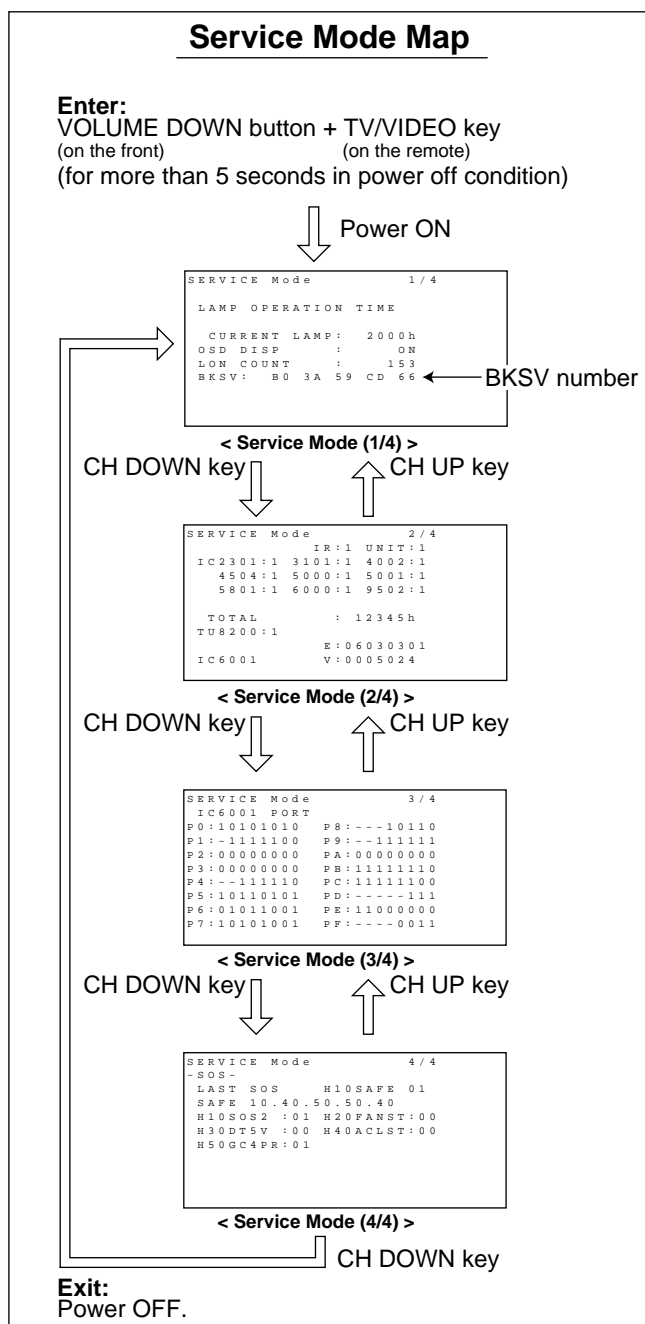 Service Mode Map
Enter:
VOLUME DOWN button + TV/VIDEO key
(on the front) (on the remote)
(for more than 5 seconds in power off condition)
Power ON
SERVICE Mode 1/4
LAMP OPERATION TIME
CURRENT LAMP: 2000h
OSD DISP : ON
LON COUNT : 153
BKSV: B0 3A 59 CD 66
BKSV number
< Service Mode (1/4) >
CH DOWN key CH UP key
SERVICE Mode 2/4
IR:1 UNIT:1
IC2301:1 3101:1 4002:1
4504:1 5000:1 5001:1
5801:1 6000:1 9502:1
TOTAL : 12345h
TU8200:1
E:06030301
IC6001 V:0005024
< Service Mode (2/4) >
CH DOWN key CH UP key
SERVICE Mode 3/4
IC6001 PORT
P0:10101010 P8:---10110
P1:-1111100 P9:--111111
P2:00000000 PA:00000000
P3:00000000 PB:11111110
P4:--111110 PC:11111100
P5:10110101 PD:-----111
P6:01011001 PE:11000000
P7:10101001 PF:----0011
< Service Mode (3/4) >
CH DOWN key CH UP key
SERVICE Mode 4/4
-SOS-
LAST SOS H10SAFE 01
SAFE 10.40.50.50.40
H10SOS2 :01 H20FANST:00
H30DT5V :00 H40ACLST:00
H50GC4PR:01
< Service Mode (4/4) >
CH DOWN key
Exit:
Power OFF.